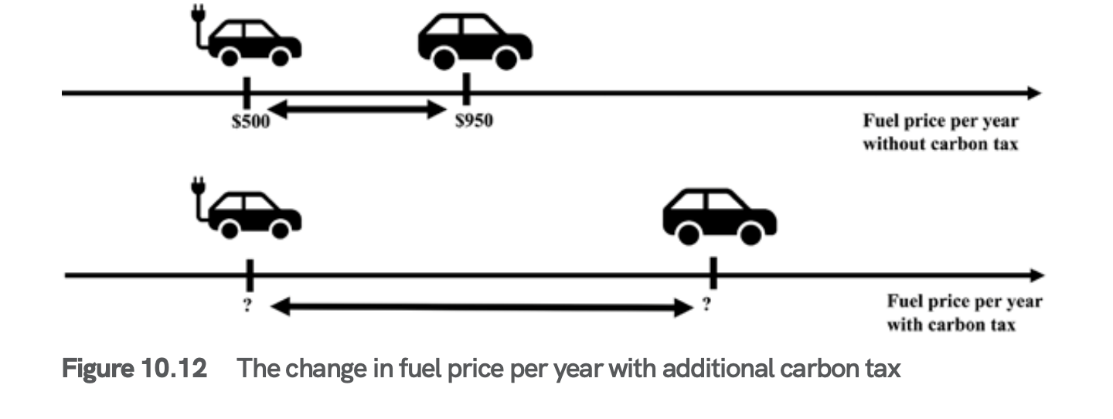 $500
$950
Fuel price per year
without carbon tax
?
?
Fuel price per year
with carbon tax
Figure 10.12 The change in fuel price per year with additional carbon tax